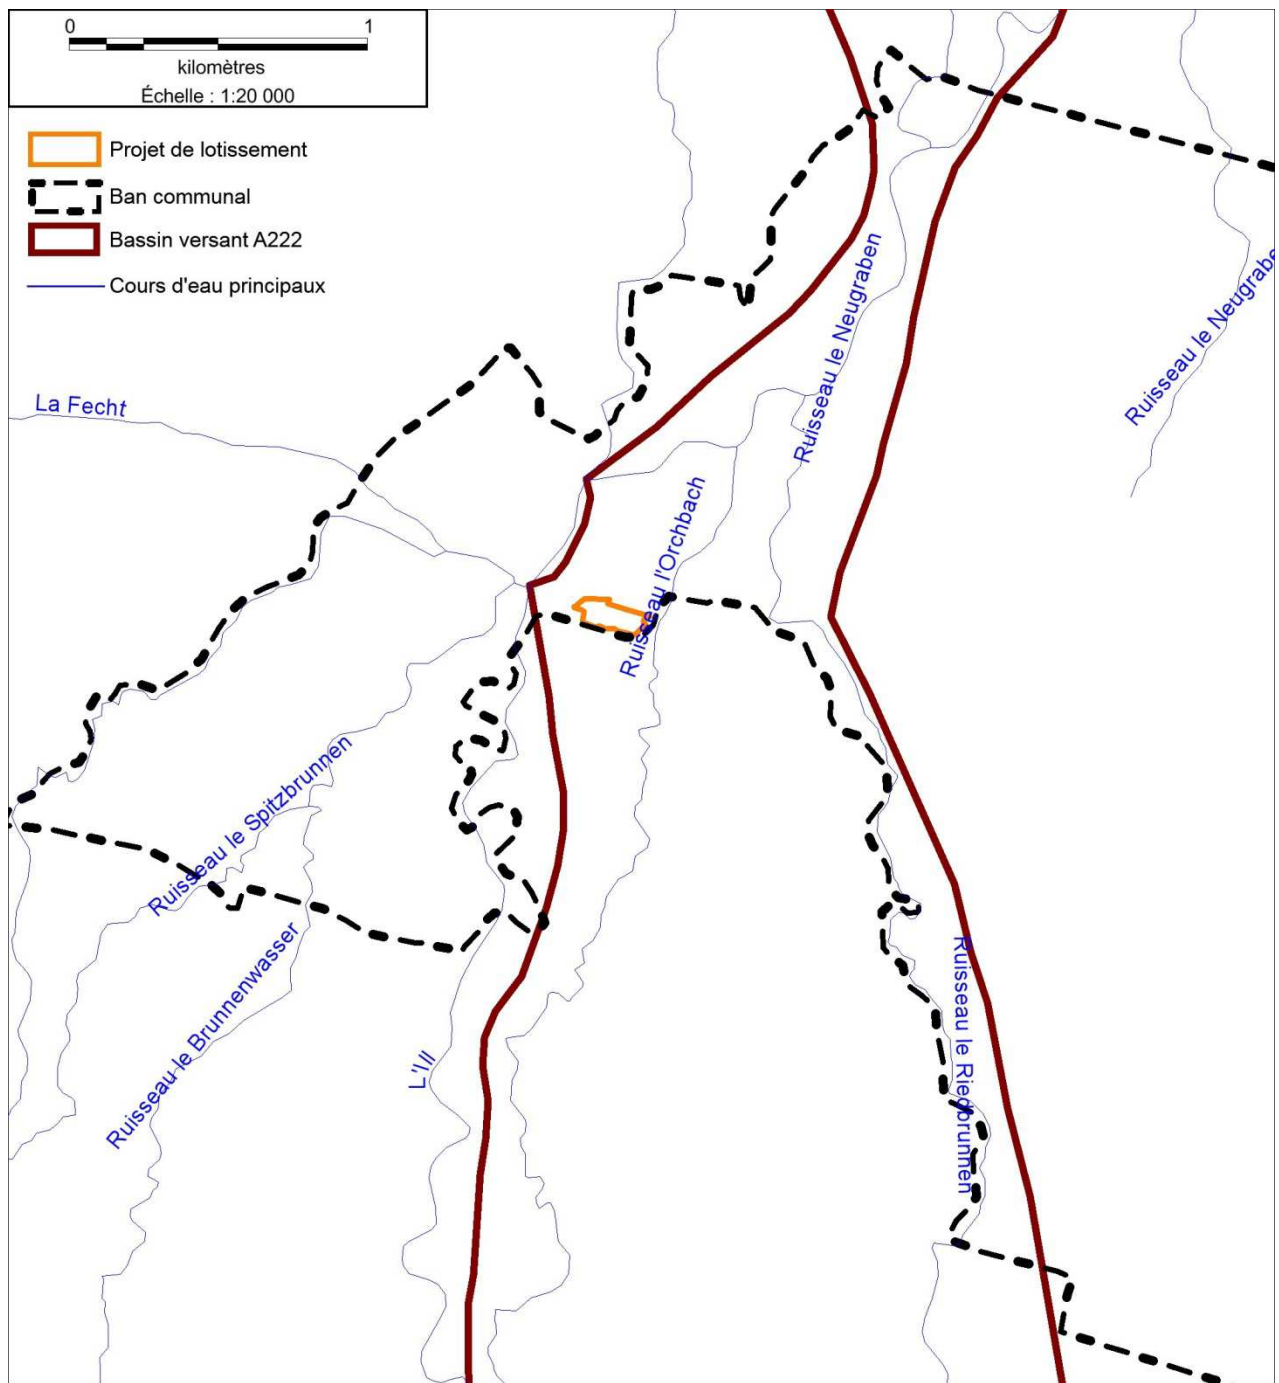 0 1
kilomètres
Échelle : 1:20 000
Projet de lotissement
Ban communal
Bassin versant A222
Cours d'eau principaux
La Fecht
Ruisseau le Neugraben
Ruisseau le Neugrabe
Ruisseau l'Orchbach
Ruisseau le Spitzbrunnen
Ruisseau le Brunnenwasser
L'Ill
Ruisseau le Riedbrunnen